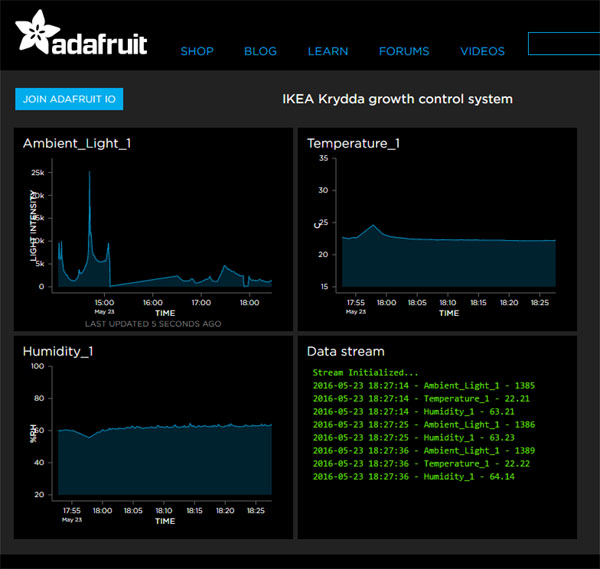 adafruit
SHOP BLOG LEARN FORUMS VIDEOS
JOIN ADAFRUIT IO
IKEA Krydda growth control system
Ambient_Light_1
LIGHT INTENSITY
25k
20k
15k
10k
5k
0
15:00 16:00 17:00 18:00
May 23
TIME
LAST UPDATED 5 SECONDS AGO
Temperature_1
C
35
30
25
20
15
17:55 18:00 18:05 18:10 18:15 18:20 18:25
May 23
TIME
Humidity_1
%RH
100
80
60
40
20
17:55 18:00 18:05 18:10 18:15 18:20 18:25
May 23
TIME
Data stream
Stream Initialized...
2016-05-23 18:27:14 - Ambient_Light_1 - 1385
2016-05-23 18:27:14 - Temperature_1 - 22.21
2016-05-23 18:27:14 - Humidity_1 - 63.21
2016-05-23 18:27:25 - Ambient_Light_1 - 1386
2016-05-23 18:27:25 - Humidity_1 - 63.23
2016-05-23 18:27:36 - Ambient_Light_1 - 1389
2016-05-23 18:27:36 - Temperature_1 - 22.22
2016-05-23 18:27:36 - Humidity_1 - 64.14